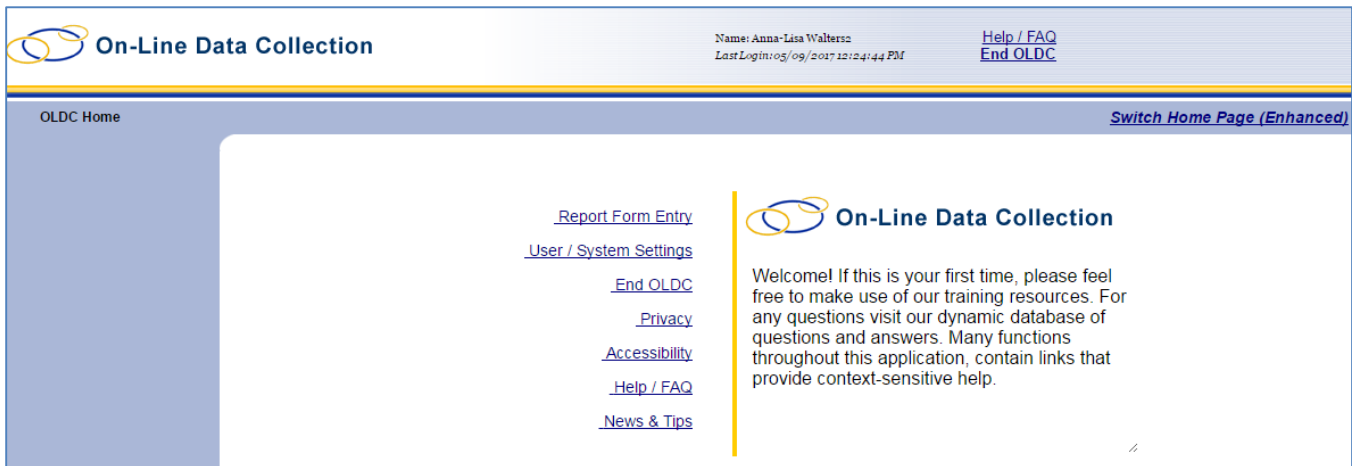 On-Line Data Collection
Name: Anna-Lisa Walters2
Last Login:05/09/2017 12:24:44 PM
Help / FAQ
End OLDC
OLDC Home
Switch Home Page (Enhanced)
Report Form Entry
User / System Settings
End OLDC
Privacy
Accessibility
Help / FAQ
News & Tips
On-Line Data Collection
Welcome! If this is your first time, please feel
free to make use of our training resources. For
any questions visit our dynamic database of
questions and answers. Many functions
throughout this application, contain links that
provide context-sensitive help.